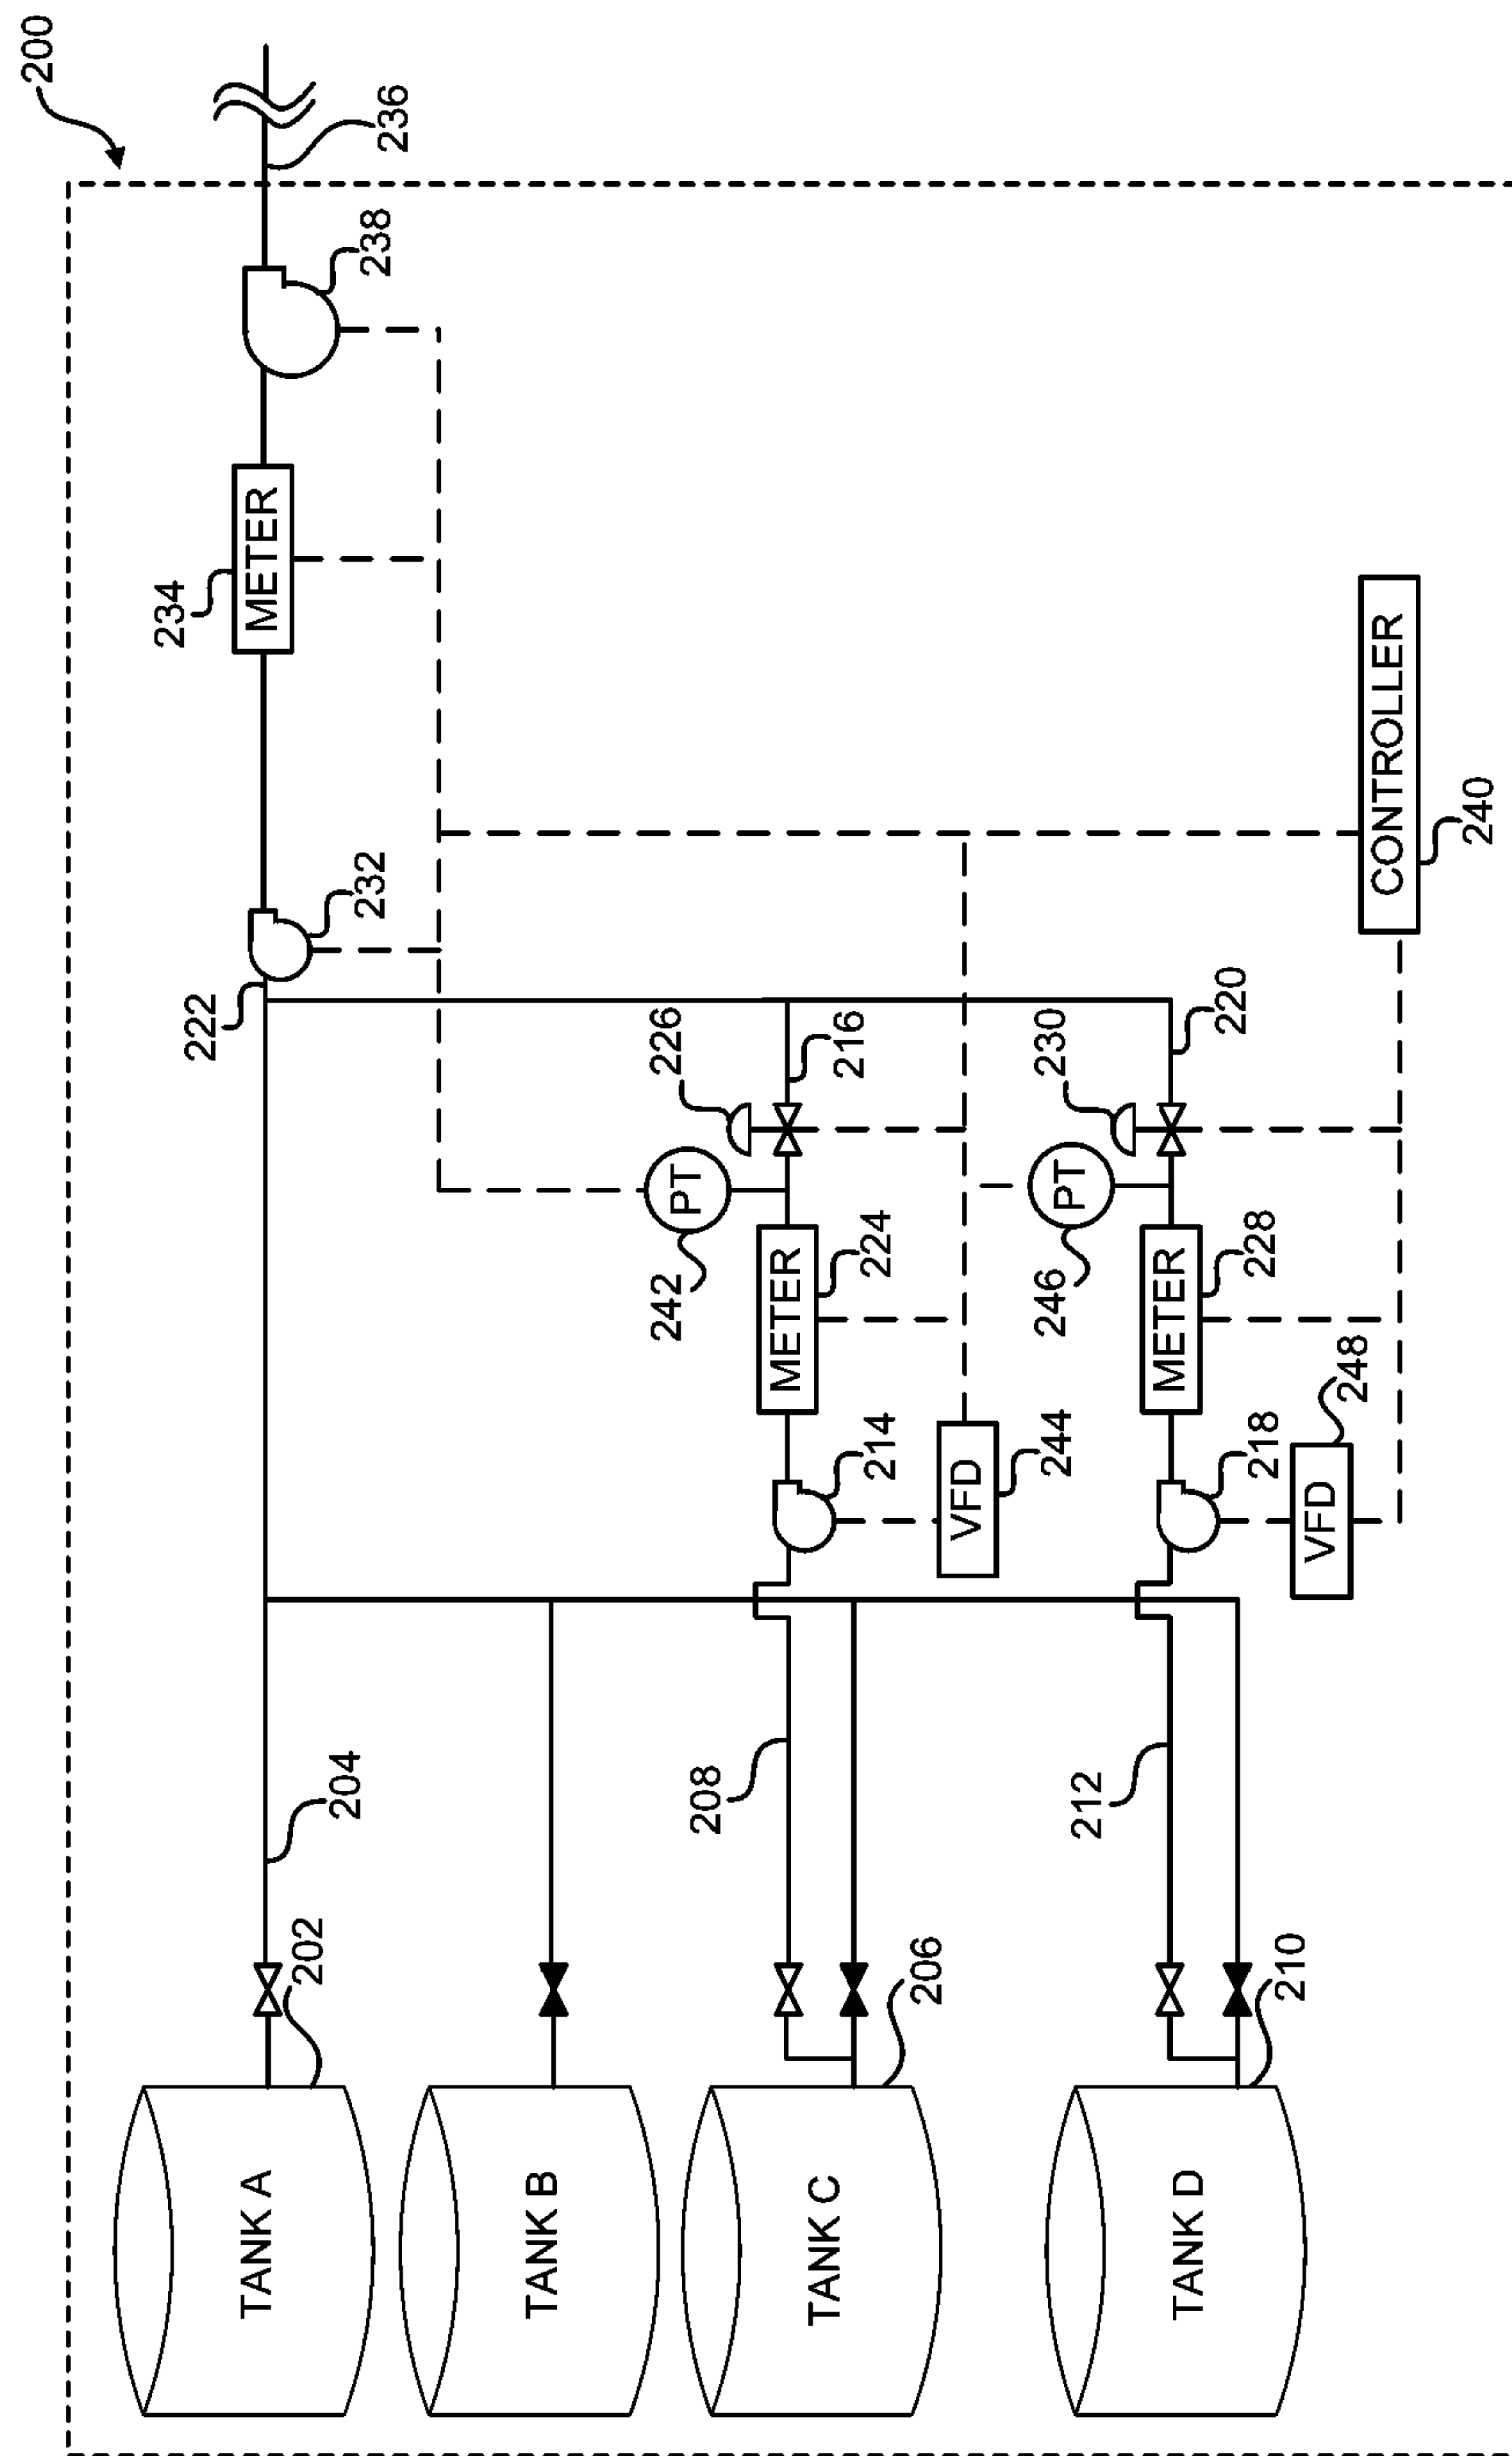 200
236
238
234
METER
232
222
226
216
230
220
CONTROLLER
240
PT
242
METER
224
PT
246
METER
228
214
VFD
244
218
VFD
248
204
208
212
202
206
210
TANK A
TANK B
TANK C
TANK D